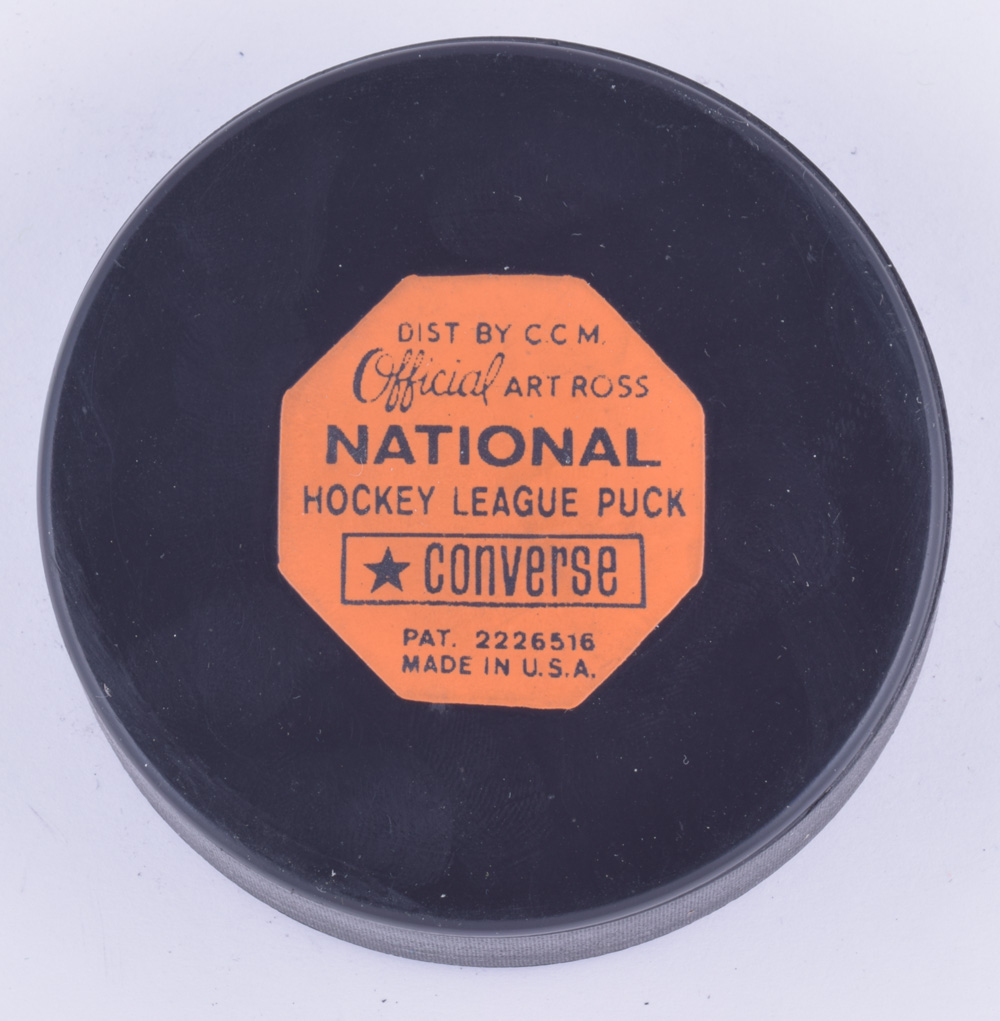 DIST BY C.C.M.
Official ART ROSS
NATIONAL
HOCKEY LEAGUE PUCK
★ converse
PAT. 2226516
MADE IN U.S.A.